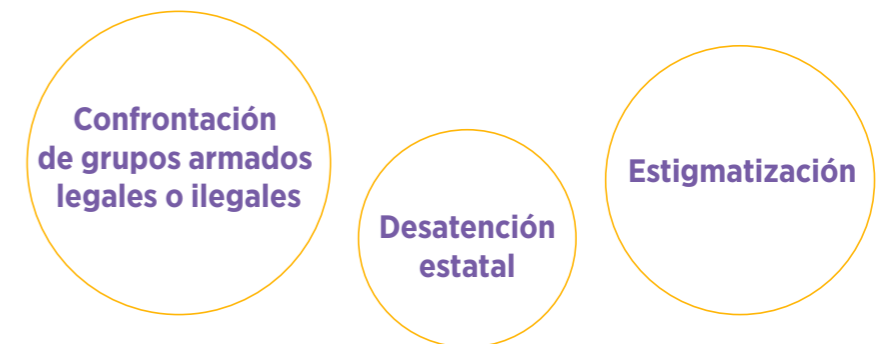 Confrontación
de grupos armados
legales o ilegales
Desatención
estatal
Estigmatización